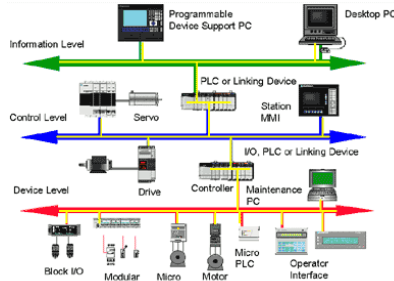 Programmable
Device Support PC
Desktop PC
Information Level
PLC or Linking Device
Control Level
Servo
Station
MMI
I/O, PLC or Linking Device
Drive
Controller
Maintenance
PC
Device Level
Block I/O
Modular
Micro
Motor
Micro
PLC
Operator
Interface